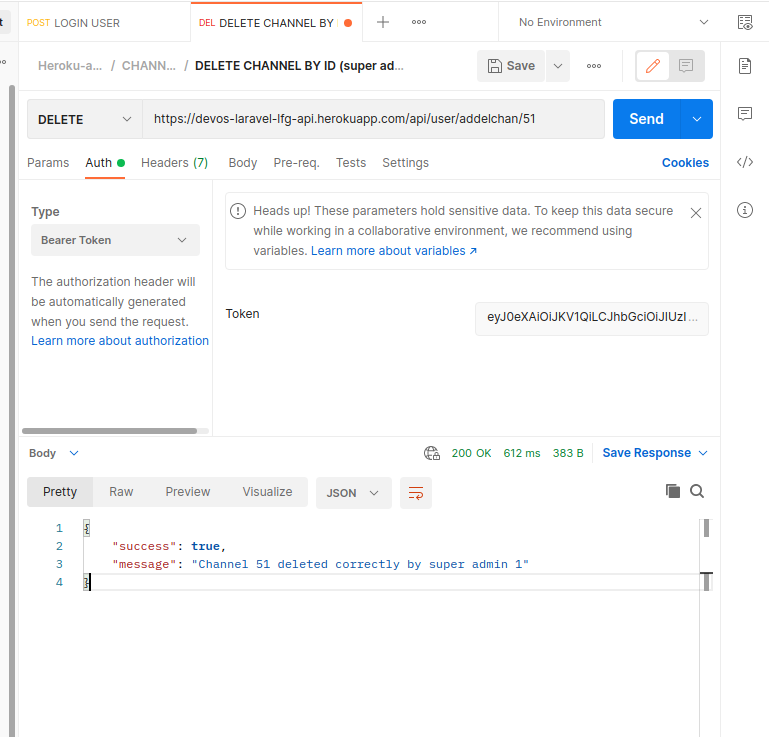 t
POST LOGIN USER
DEL DELETE CHANNEL BY
No Environment
Heroku-a... / CHANN... / DELETE CHANNEL BY ID (super ad...
Save
DELETE
https://devos-laravel-lfg-api.herokuapp.com/api/user/addelchan/51
Send
Params
Auth
Headers (7)
Body
Pre-req.
Tests
Settings
Cookies
Type
Bearer Token
The authorization header will
be automatically generated
when you send the request.
Learn more about authorization
Heads up! These parameters hold sensitive data. To keep this data secure
while working in a collaborative environment, we recommend using
variables. Learn more about variables ↗
Token
eyJ0eXAiOiJKV1QiLCJhbGciOiJIUzI...
Body
200 OK
612 ms
383 B
Save Response
Pretty
Raw
Preview
Visualize
JSON
1 {
2 "success": true,
3 "message": "Channel 51 deleted correctly by super admin 1"
4 }